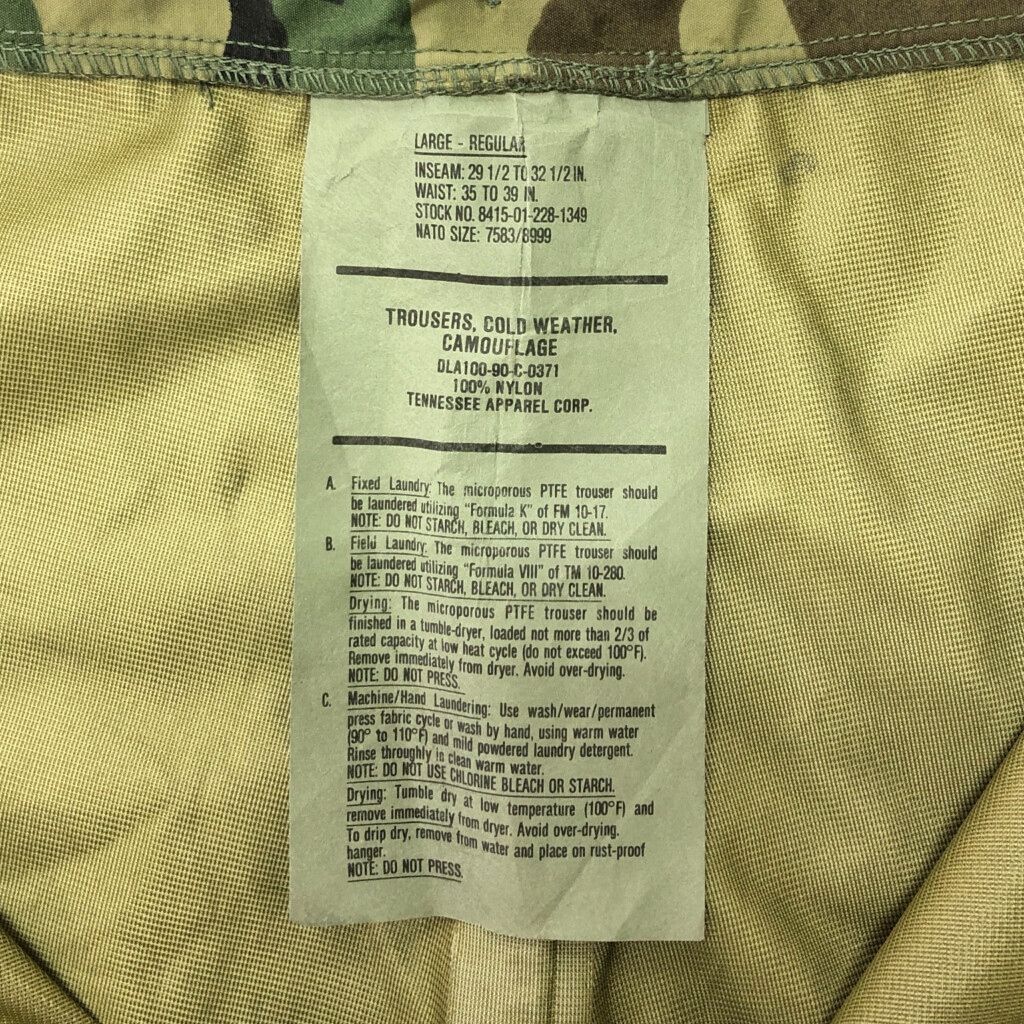 LARGE - REGULAR
INSEAM: 29 1/2 TO 32 1/2 IN.
WAIST: 35 TO 39 IN.
STOCK NO. 8415-01-228-1349
NATO SIZE: 7583/8999
TROUSERS, COLD WEATHER,
CAMOUFLAGE
DLA100-90-C-0371
100% NYLON
TENNESSEE APPAREL CORP.
A. Fixed Laundry: The microporous PTFE trouser should
be laundered utilizing "Formula K" of FM 10-17.
NOTE: DO NOT STARCH, BLEACH, OR DRY CLEAN.
B. Field Laundry: The microporous PTFE trouser should
be laundered utilizing "Formula VIII" of TM 10-280.
NOTE: DO NOT STARCH, BLEACH, OR DRY CLEAN.
Drying: The microporous PTFE trouser should be
finished in a tumble-dryer, loaded not more than 2/3 of
rated capacity at low heat cycle (do not exceed 100°F).
Remove immediately from dryer. Avoid over-drying.
NOTE: DO NOT PRESS.
C. Machine/Hand Laundering: Use wash/wear/permanent
press fabric cycle or wash by hand, using warm water
(90° to 110°F) and mild powdered laundry detergent.
Rinse throughly in clean warm water.
NOTE: DO NOT USE CHLORINE BLEACH OR STARCH.
Drying: Tumble dry at low temperature (100°F) and
remove immediately from dryer. Avoid over-drying.
To drip dry, remove from water and place on rust-proof
hanger.
NOTE: DO NOT PRESS.